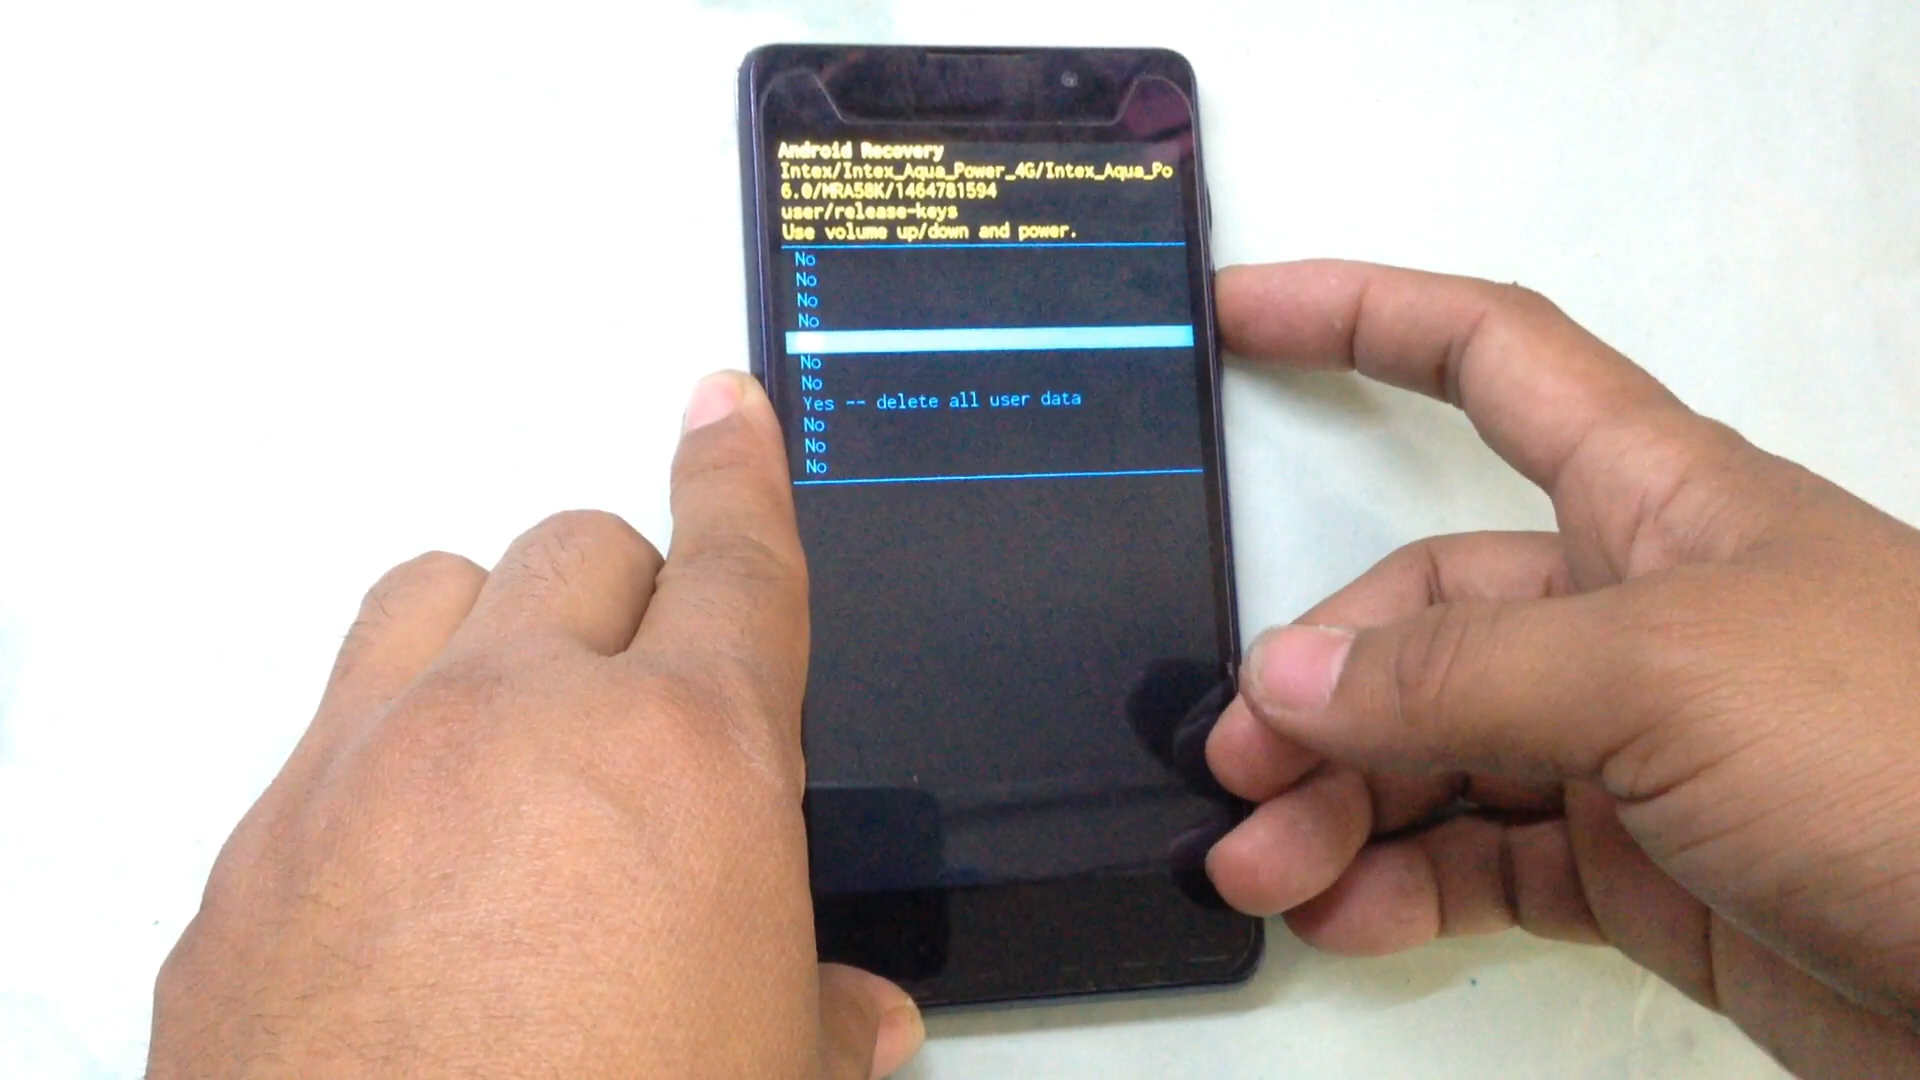 Android Recovery
Intex/Intex_Aqua_Power_4G/Intex_Aqua_Po
6.0/MRA58K/1464781594
user/release-keys
Use volume up/down and power.
No
No
No
No
No
No
Yes -- delete all user data
No
No
No